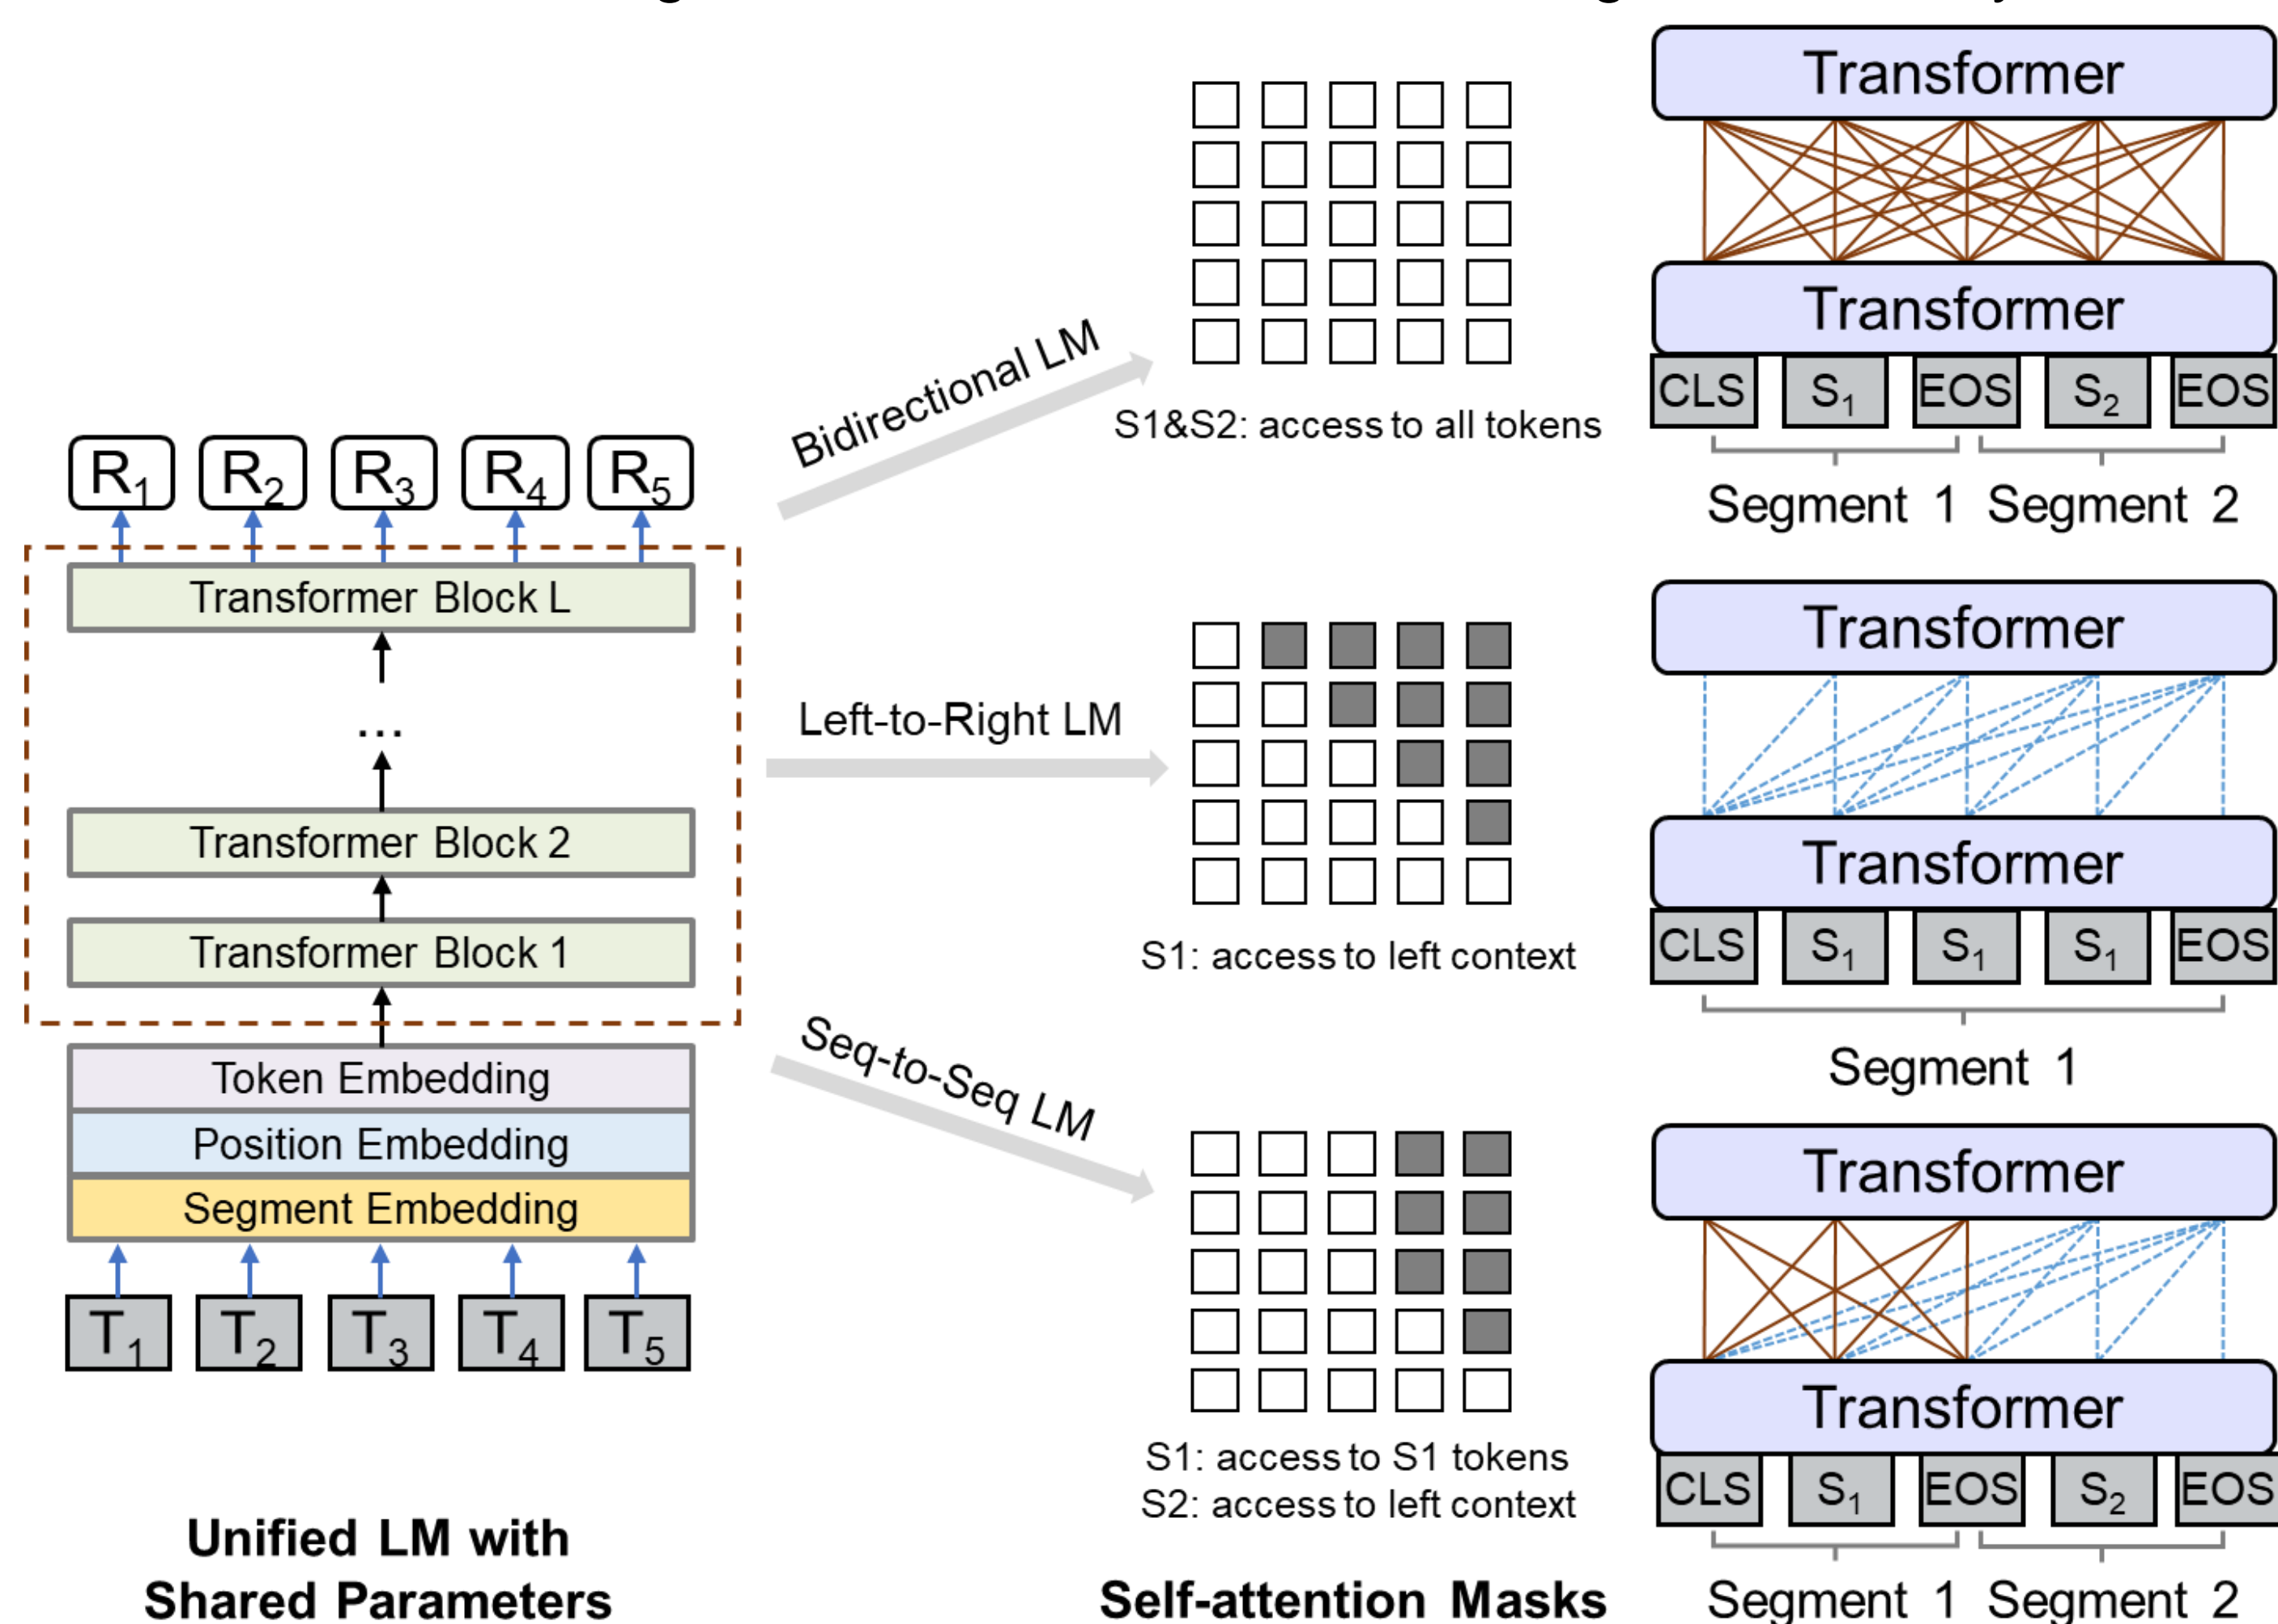 R1 R2 R3 R4 R5
Transformer Block L
...
Transformer Block 2
Transformer Block 1
Token Embedding
Position Embedding
Segment Embedding
T1 T2 T3 T4 T5
Unified LM with
Shared Parameters
Bidirectional LM
Left-to-Right LM
Seq-to-Seq LM
S1&S2: access to all tokens
S1: access to left context
S1: access to S1 tokens
S2: access to left context
Self-attention Masks
Transformer
Transformer
CLS S1 EOS S2 EOS
Segment 1 Segment 2
Transformer
Transformer
CLS S1 S1 S1 EOS
Segment 1
Transformer
Transformer
CLS S1 EOS S2 EOS
Segment 1 Segment 2